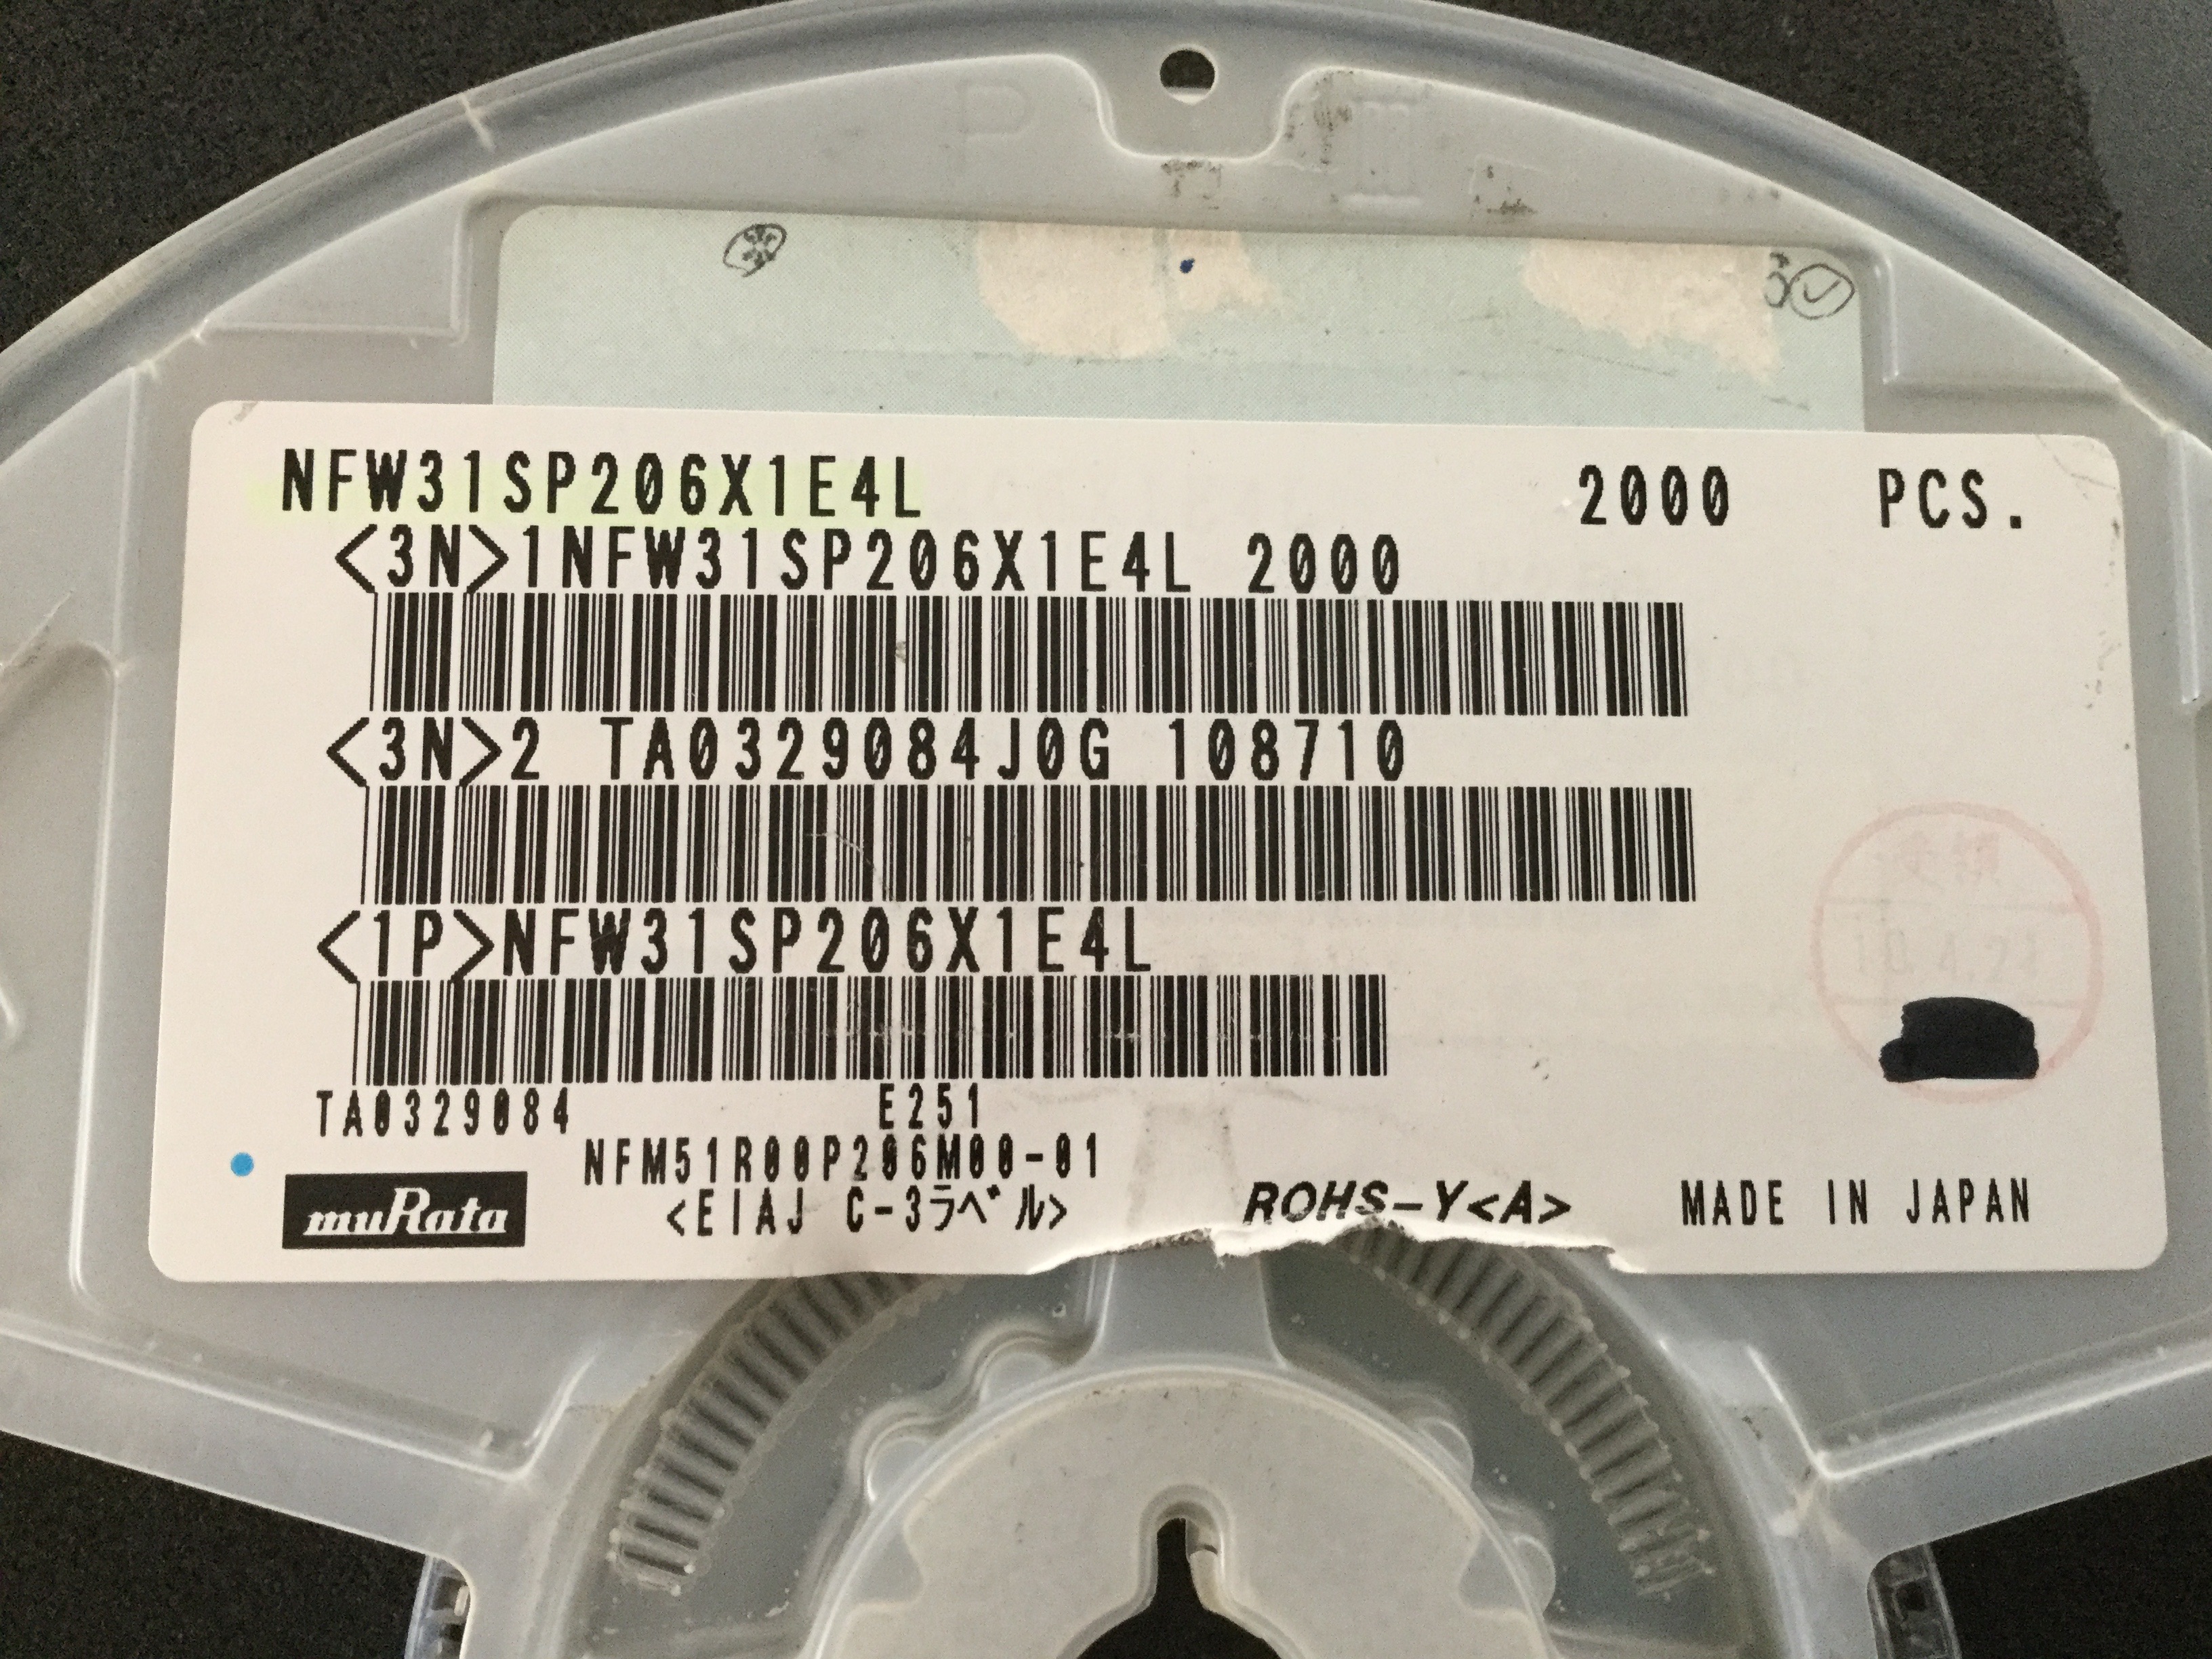 NFW31SP206X1E4L 2000 PCS.
<3N>1NFW31SP206X1E4L 2000
<3N>2 TA0329084J0G 108710
<1P>NFW31SP206X1E4L
TA0329084 E251
NFM51R00P206M00-01
muRata <EIAJ C-3ラベル> ROHS-Y<A> MADE IN JAPAN